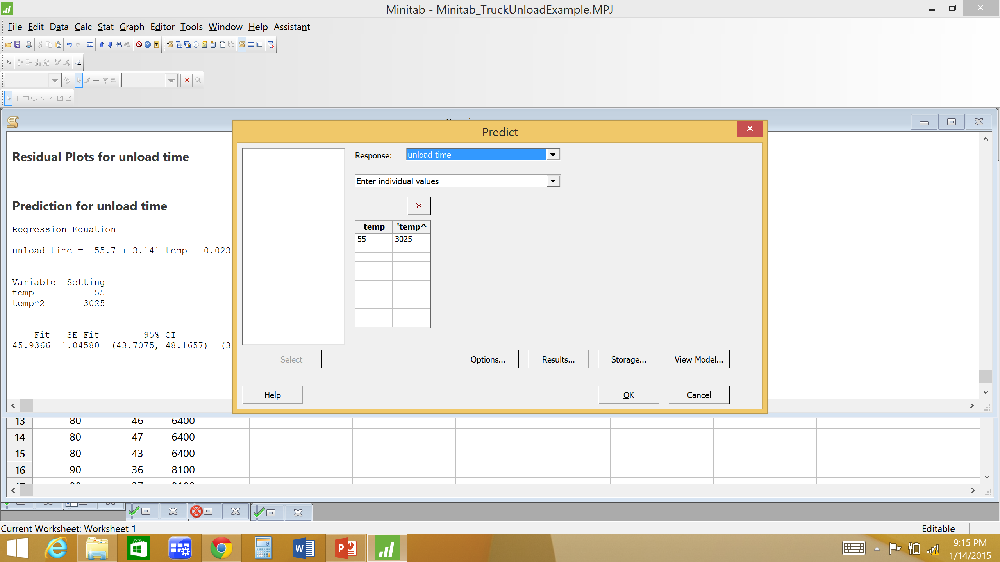 Minitab - Minitab_TruckUnloadExample.MPJ
File Edit Data Calc Stat Graph Editor Tools Window Help Assistant
Predict
Residual Plots for unload time
Prediction for unload time
Regression Equation
unload time = -55.7 + 3.141 temp - 0.0235
Variable Setting
temp 55
temp^2 3025
Fit SE Fit 95% CI
45.9366 1.04580 (43.7075, 48.1657) (38
Response: unload time
Enter individual values
temp 'temp^
55 3025
Select
Options... Results... Storage... View Model...
Help
OK Cancel
13 80 46 6400
14 80 47 6400
15 80 43 6400
16 90 36 8100
Current Worksheet: Worksheet 1
Editable
9:15 PM
1/14/2015